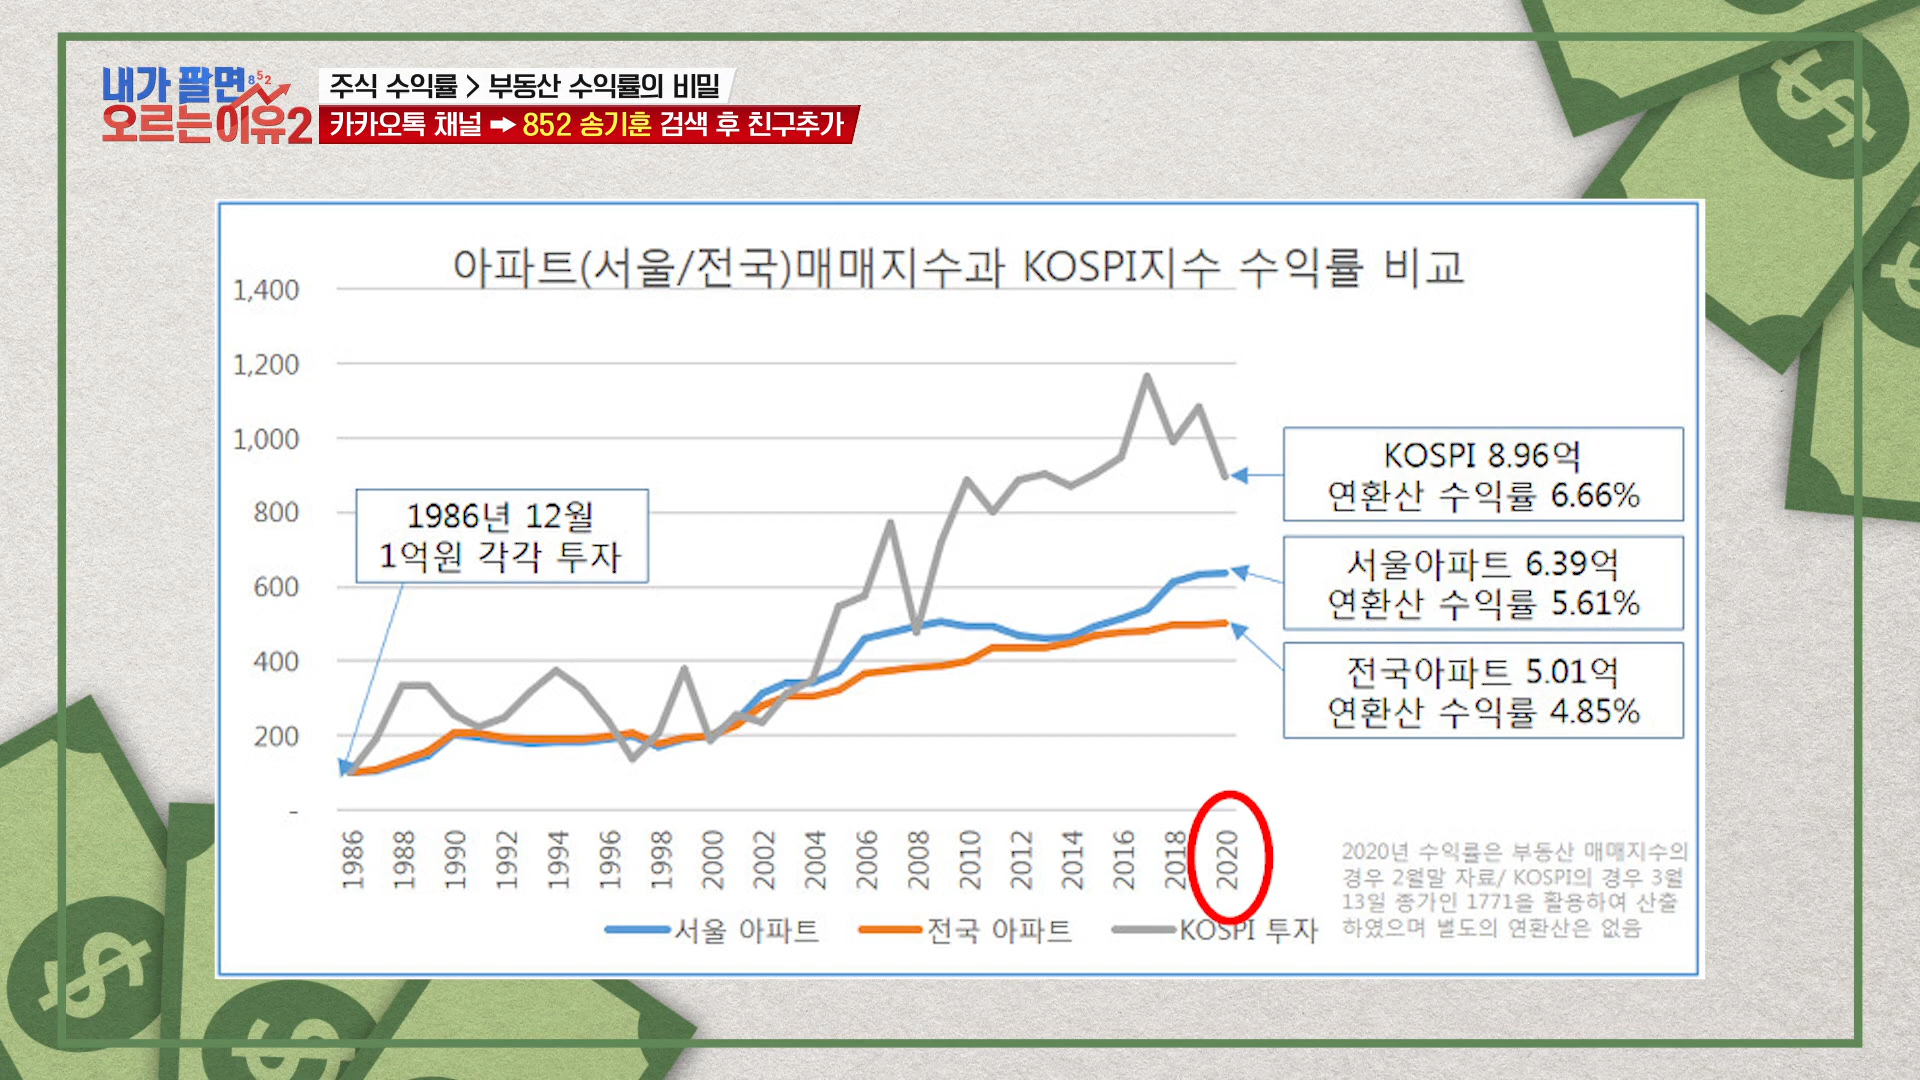 내가 팔면 852
오르는 이유2
주식 수익률 > 부동산 수익률의 비밀
카카오톡 채널 ➡ 852 송기훈 검색 후 친구추가
아파트(서울/전국)매매지수과 KOSPI지수 수익률 비교
1,400
1,200
1,000
800
600
400
200
-
1986년 12월
1억원 각각 투자
KOSPI 8.96억
연환산 수익률 6.66%
서울아파트 6.39억
연환산 수익률 5.61%
전국아파트 5.01억
연환산 수익률 4.85%
1986 1988 1990 1992 1994 1996 1998 2000 2002 2004 2006 2008 2010 2012 2014 2016 2018 2020
서울 아파트 전국 아파트 KOSPI 투자
2020년 수익률은 부동산 매매지수의
경우 2월말 자료/ KOSPI의 경우 3월
13일 종가인 1771을 활용하여 산출
하였으며 별도의 연환산은 없음